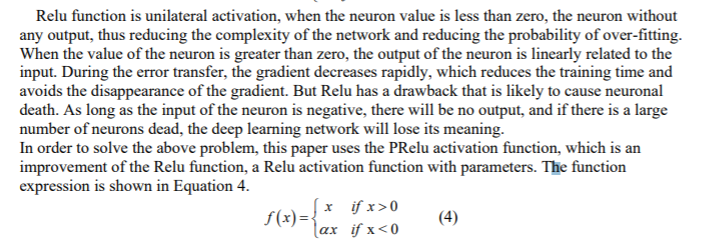 Relu function is unilateral activation, when the neuron value is less than zero, the neuron without
any output, thus reducing the complexity of the network and reducing the probability of over-fitting.
When the value of the neuron is greater than zero, the output of the neuron is linearly related to the
input. During the error transfer, the gradient decreases rapidly, which reduces the training time and
avoids the disappearance of the gradient. But Relu has a drawback that is likely to cause neuronal
death. As long as the input of the neuron is negative, there will be no output, and if there is a large
number of neurons dead, the deep learning network will lose its meaning.
In order to solve the above problem, this paper uses the PRelu activation function, which is an
improvement of the Relu function, a Relu activation function with parameters. The function
expression is shown in Equation 4.
f(x)={ x if x>0 (4)
ax if x<0